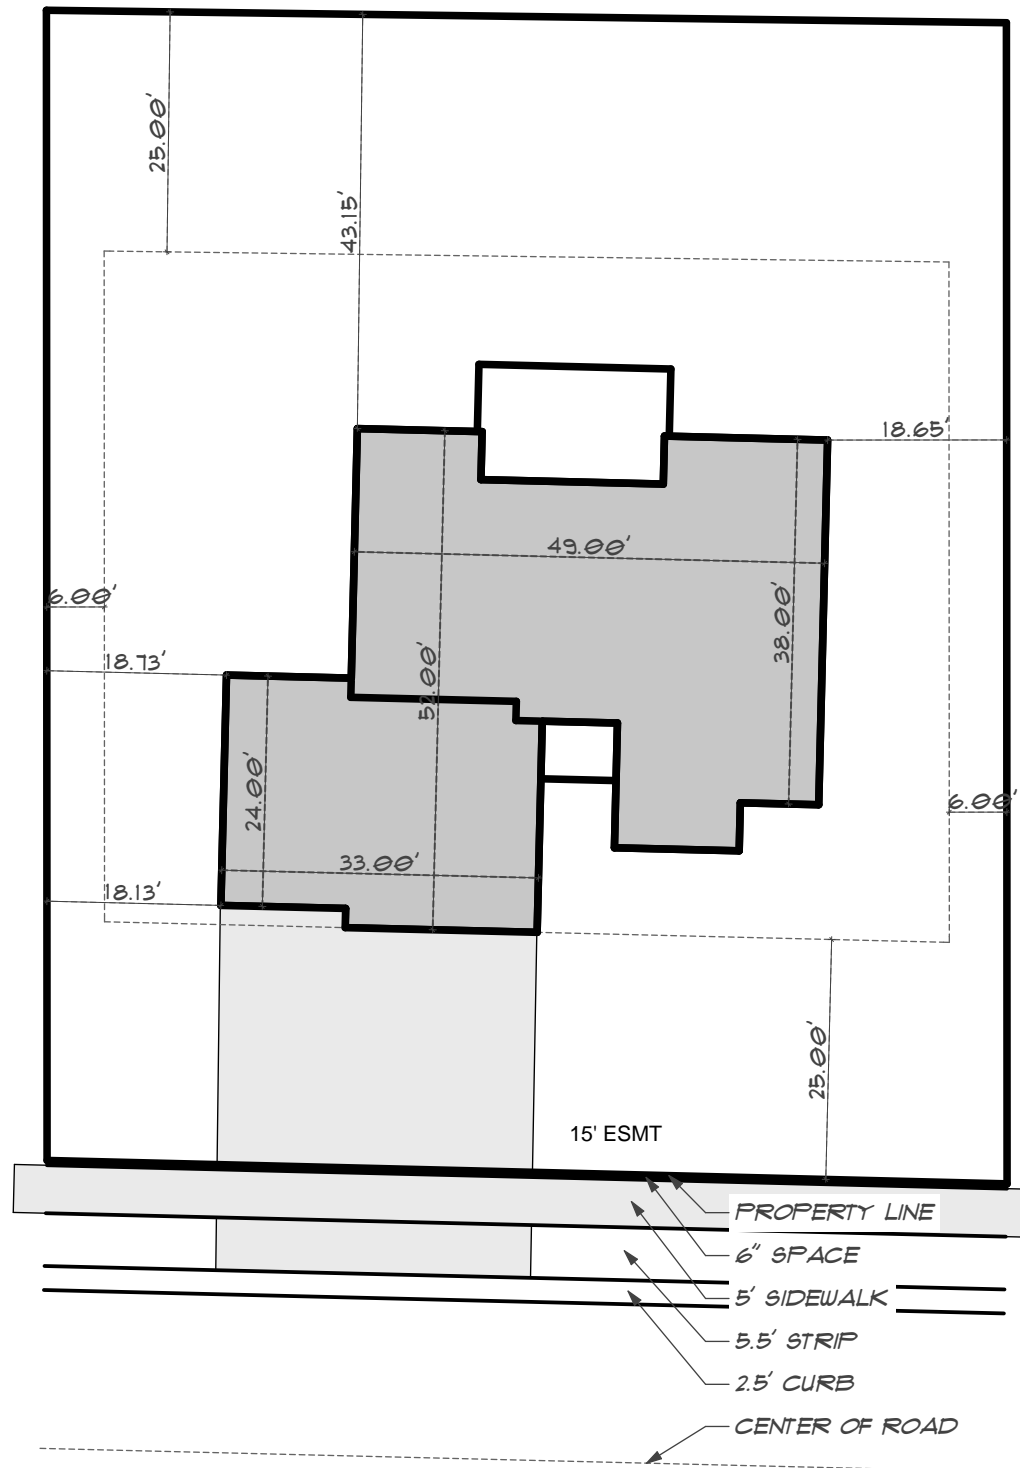 25.00'
43.15'
18.65'
49.00'
38.00'
6.00'
18.73'
52.00'
24.00'
6.00'
33.00'
18.13'
25.00'
15' ESMT
PROPERTY LINE
6" SPACE
5' SIDEWALK
5.5' STRIP
2.5' CURB
CENTER OF ROAD